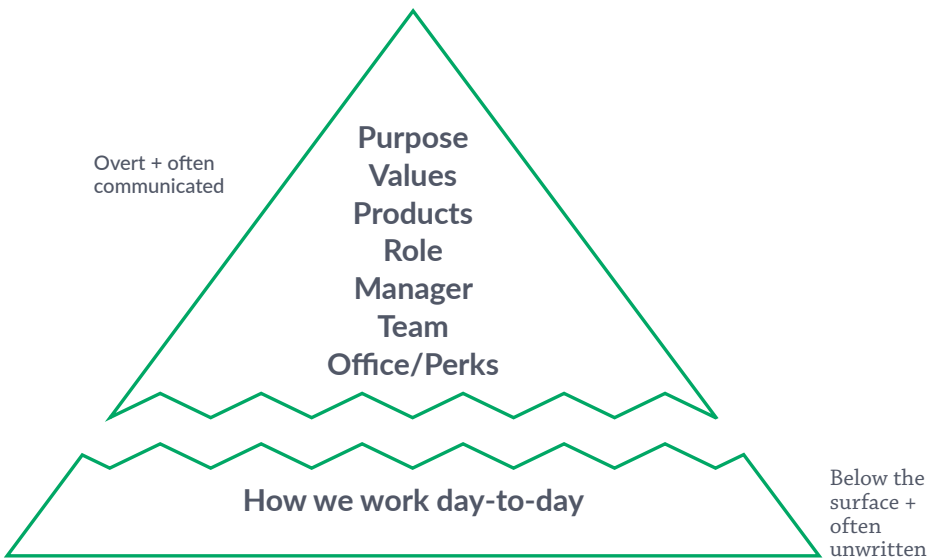 Overt + often
communicated
Purpose
Values
Products
Role
Manager
Team
Office/Perks
How we work day-to-day
Below the
surface +
often
unwritten